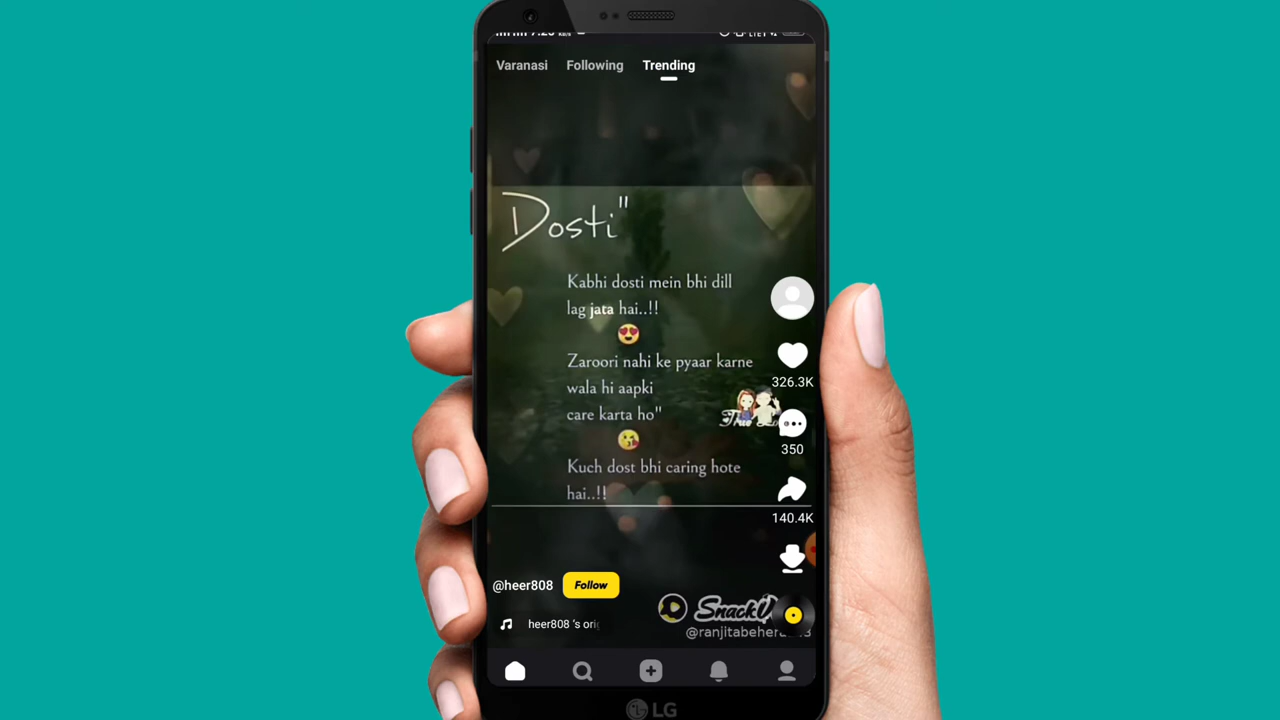 Varanasi Following Trending
Dosti"
Kabhi dosti mein bhi dill
lag jata hai..!!
Zaroori nahi ke pyaar karne
wala hi aapki
care karta ho"
Kuch dost bhi caring hote
hai..!!
326.3K
350
140.4K
@heer808 Follow
heer808 's
LG